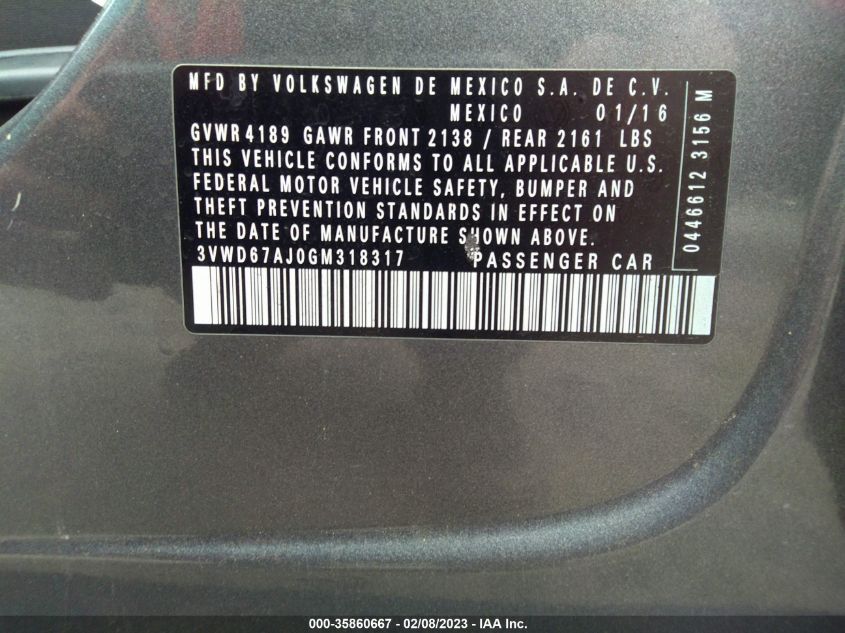 MFD BY VOLKSWAGEN DE MEXICO S.A. DE C.V.
MEXICO 01/16
GVWR 4189 GAWR FRONT 2138 / REAR 2161 LBS
THIS VEHICLE CONFORMS TO ALL APPLICABLE U.S.
FEDERAL MOTOR VEHICLE SAFETY, BUMPER AND
THEFT PREVENTION STANDARDS IN EFFECT ON
THE DATE OF MANUFACTURE SHOWN ABOVE.
3VWD67AJ0GM318317 PASSENGER CAR
0446612 3156 M
000-35860667 - 02/08/2023 - IAA Inc.